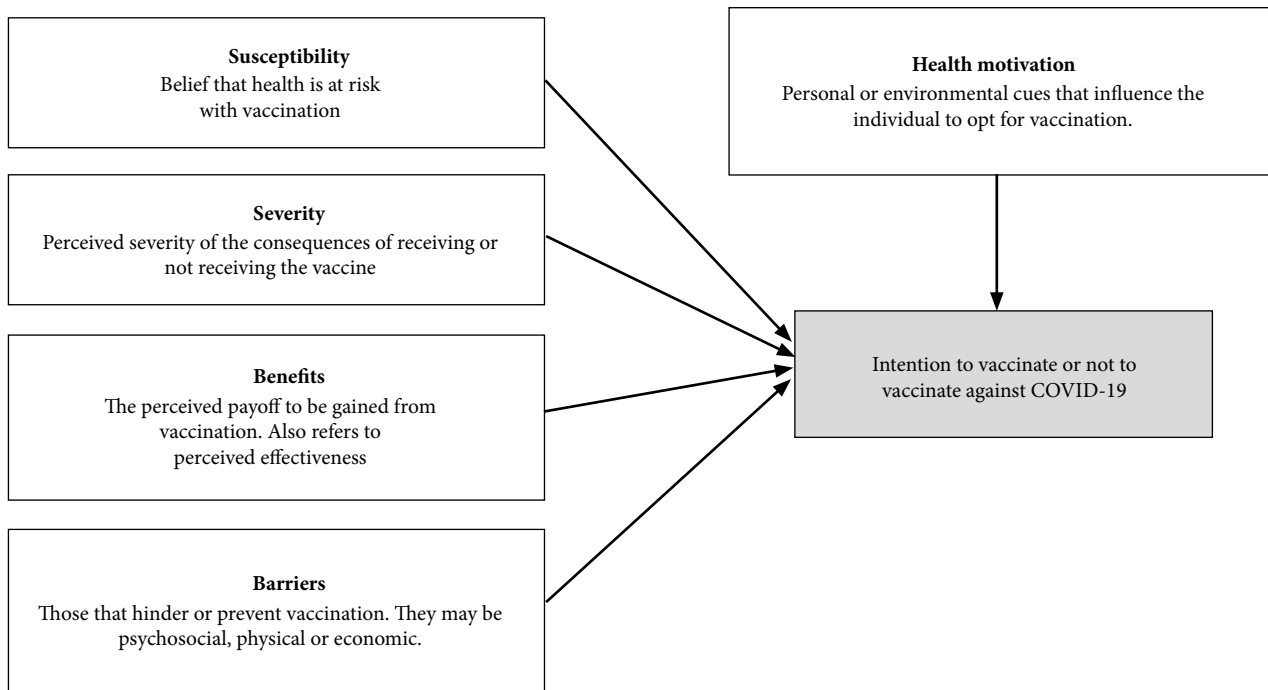 Susceptibility
Belief that health is at risk
with vaccination
Severity
Perceived severity of the consequences of receiving or
not receiving the vaccine
Benefits
The perceived payoff to be gained from
vaccination. Also refers to
perceived effectiveness
Barriers
Those that hinder or prevent vaccination. They may be
psychosocial, physical or economic.
Health motivation
Personal or environmental cues that influence the
individual to opt for vaccination.
Intention to vaccinate or not to
vaccinate against COVID-19